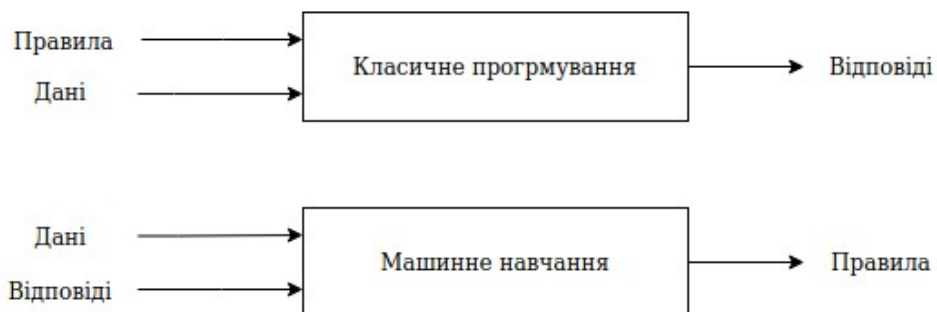 Правила
Дані
Класичне прогрмування
Відповіді
Дані
Відповіді
Машинне навчання
Правила